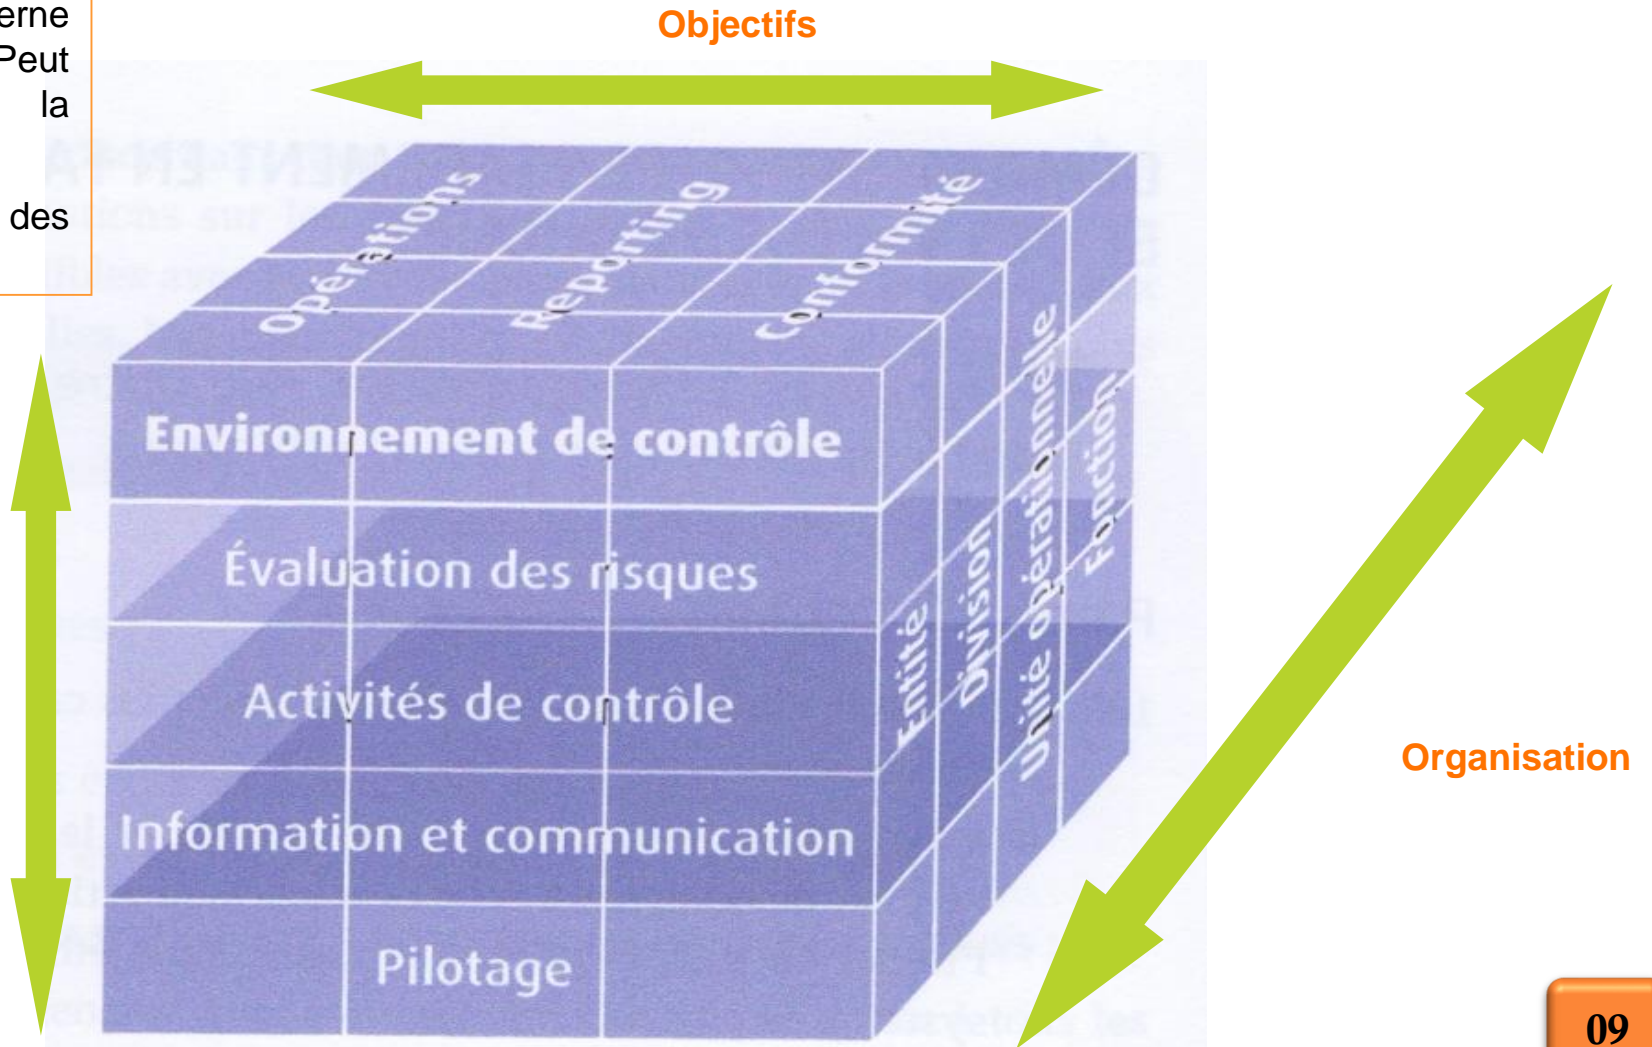 erne
Peut
la
des
Objectifs
Opérations
Reporting
Conformité
Environnement de contrôle
Évaluation des risques
Activités de contrôle
Information et communication
Pilotage
Entité
Division
Unité opérationnelle
Fonction
Organisation
09